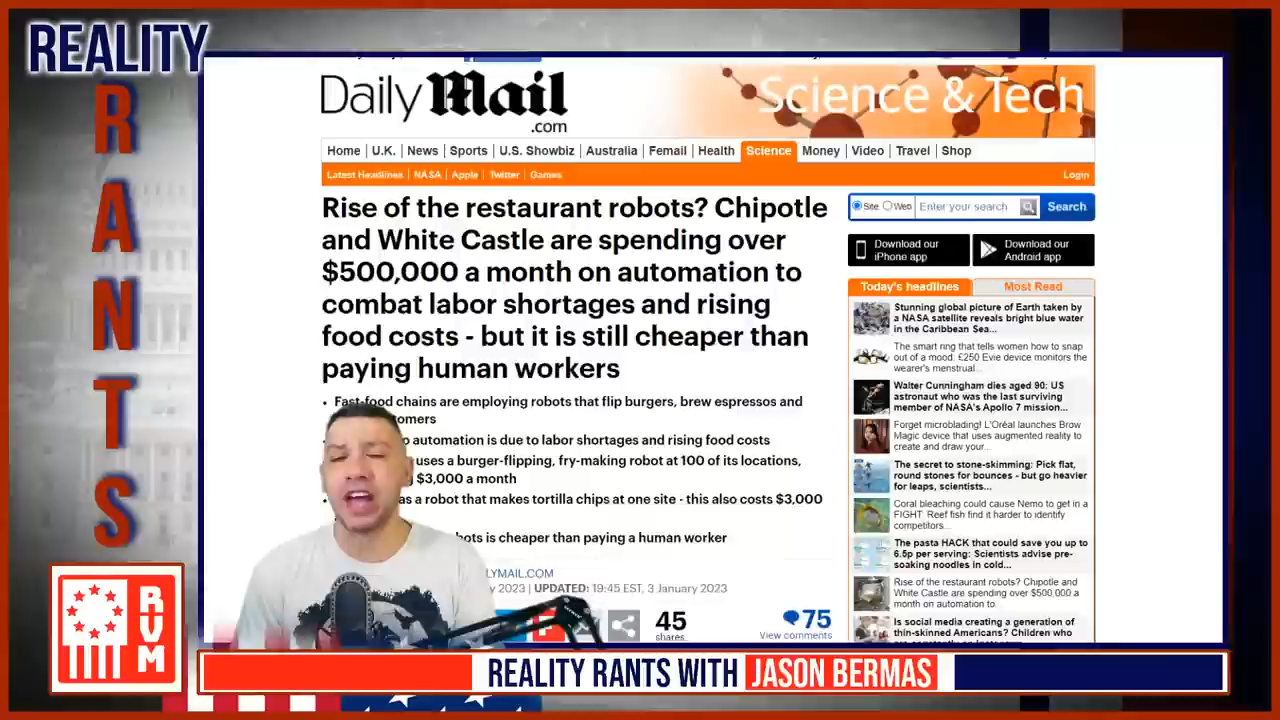 REALITY
RANTS
Daily Mail
.com
Science & Tech
Home U.K. News Sports U.S. Showbiz Australia Femail Health Science Money Video Travel Shop
Latest Headlines NASA Apple Twitter Games Login
Rise of the restaurant robots? Chipotle
and White Castle are spending over
$500,000 a month on automation to
combat labor shortages and rising
food costs - but it is still cheaper than
paying human workers
Fast-food chains are employing robots that flip burgers, brew espressos and
automation is due to labor shortages and rising food costs
uses a burger-flipping, fry-making robot at 100 of its locations,
$3,000 a month
as a robot that makes tortilla chips at one site - this also costs $3,000
is cheaper than paying a human worker
2023 | UPDATED: 19:45 EST, 3 January 2023
45
shares
75
View comments
Site Web Enter your search Search
Download our
iPhone app
Download our
Android app
Today's headlines Most Read
Stunning global picture of Earth taken by
a NASA satellite reveals bright blue water
in the Caribbean Sea...
The smart ring that tells women how to snap
out of a mood: £250 Evie device monitors the
wearer's menstrual...
Walter Cunningham dies aged 90: US
astronaut who was the last surviving
member of NASA's Apollo 7 mission...
Forget microblading! L'Oréal launches Brow
Magic device that uses augmented reality to
create and draw your...
The secret to stone-skimming: Pick flat,
round stones for bounces - but go heavier
for leaps, scientists...
Coral bleaching could cause Nemo to get in a
FIGHT: Reef fish find it harder to identify
competitors...
The pasta HACK that could save you up to
6.5p per serving: Scientists advise pre-
soaking noodles in cold...
Rise of the restaurant robots? Chipotle and
White Castle are spending over $500,000 a
month on automation to
Is social media creating a generation of
thin-skinned Americans? Children who
RVM
REALITY RANTS WITH JASON BERMAS